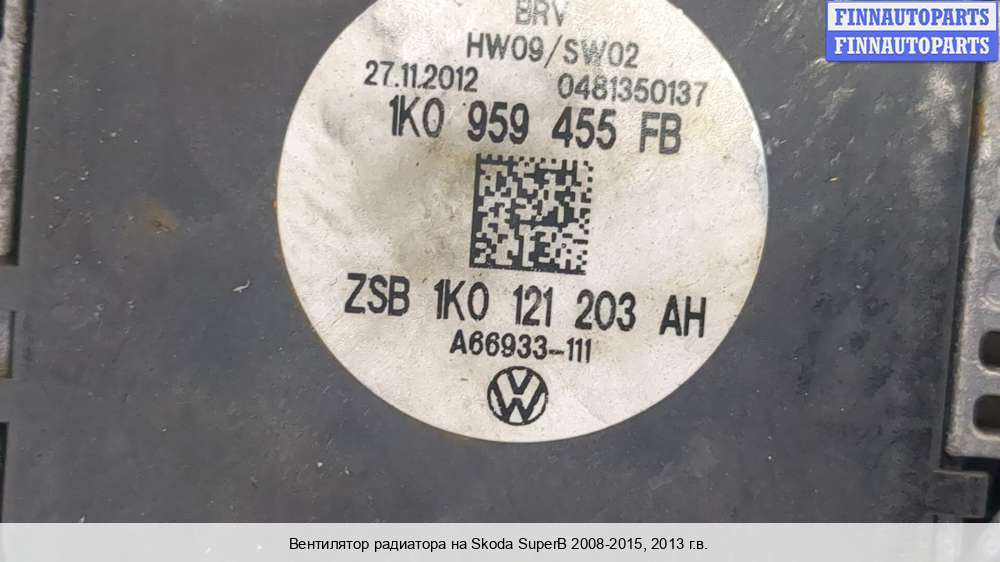 FINNAUTOPARTS
FINNAUTOPARTS
BRV
HW09/SW02
27.11.2012 0481350137
1K0 959 455 FB
ZSB 1K0 121 203 AH
A66933-111
Вентилятор радиатора на Skoda SuperB 2008-2015, 2013 г.в.